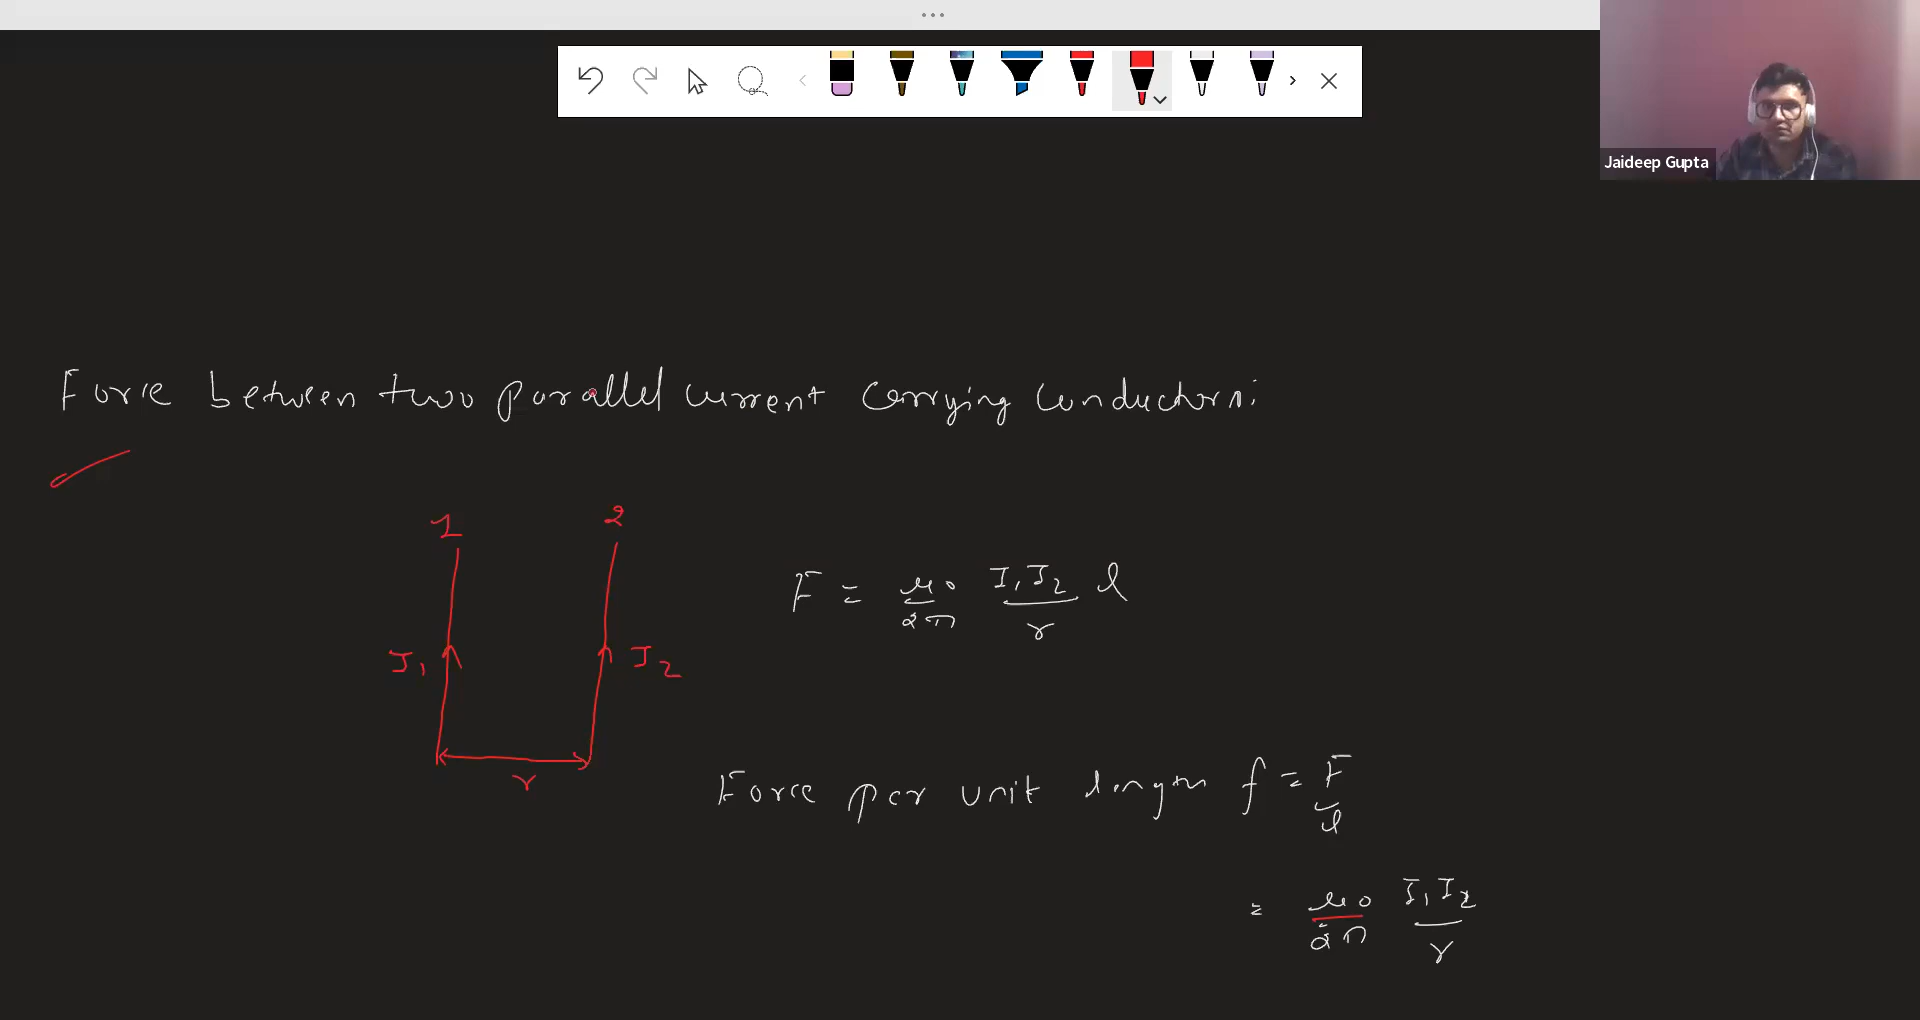 Jaideep Gupta
Force between two parallel current carrying conductors:
1 2
F = μ0/2π I1I2/r l
I1 I2
r
Force per unit length f = F/l
= μ0/2π I1I2/r